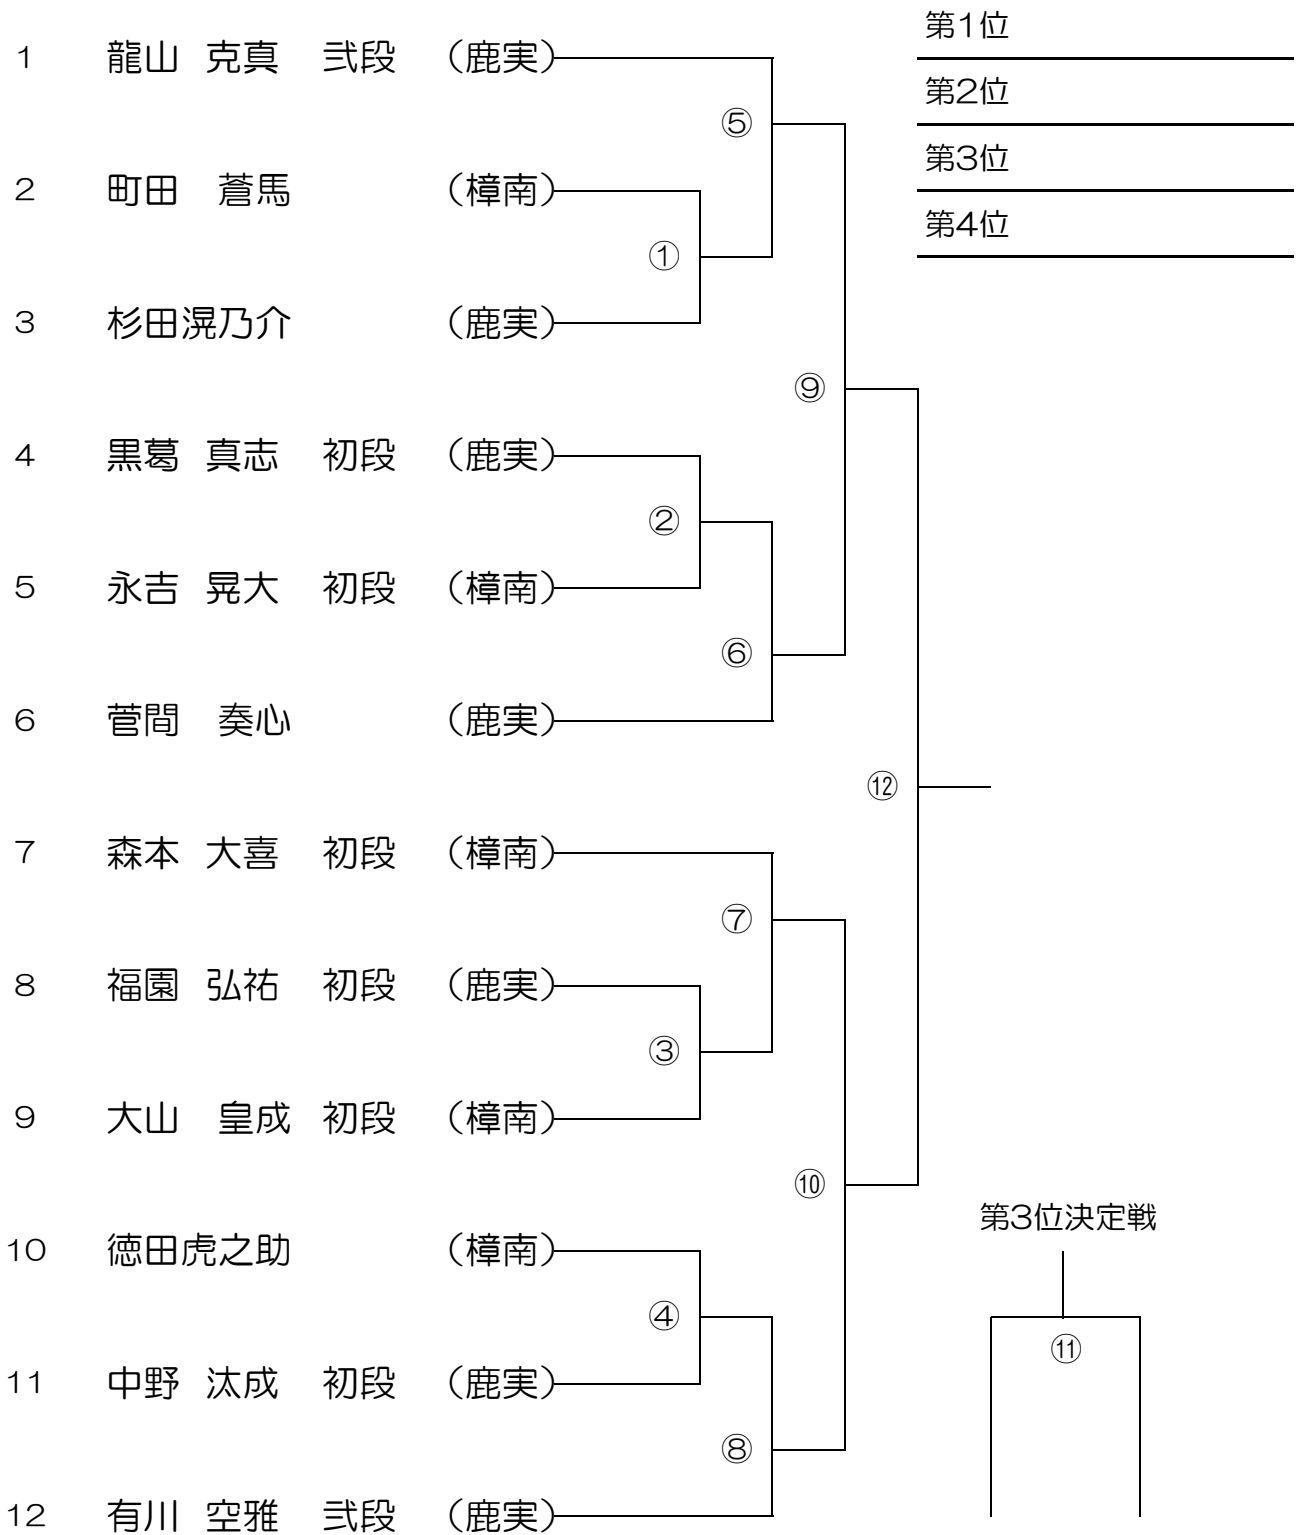 第1位
1 龍山 克真 弐段 （鹿実）
第2位
⑤
第3位
2 町田 蒼馬 （樟南）
第4位
①
3 杉田滉乃介 （鹿実）
⑨
4 黒葛 真志 初段 （鹿実）
②
5 永吉 晃大 初段 （樟南）
⑥
6 菅間 奏心 （鹿実）
⑫
7 森本 大喜 初段 （樟南）
⑦
8 福園 弘祐 初段 （鹿実）
③
9 大山 皇成 初段 （樟南）
⑩
第3位決定戦
10 徳田虎之助 （樟南）
④
⑪
11 中野 汰成 初段 （鹿実）
⑧
12 有川 空雅 弐段 （鹿実）